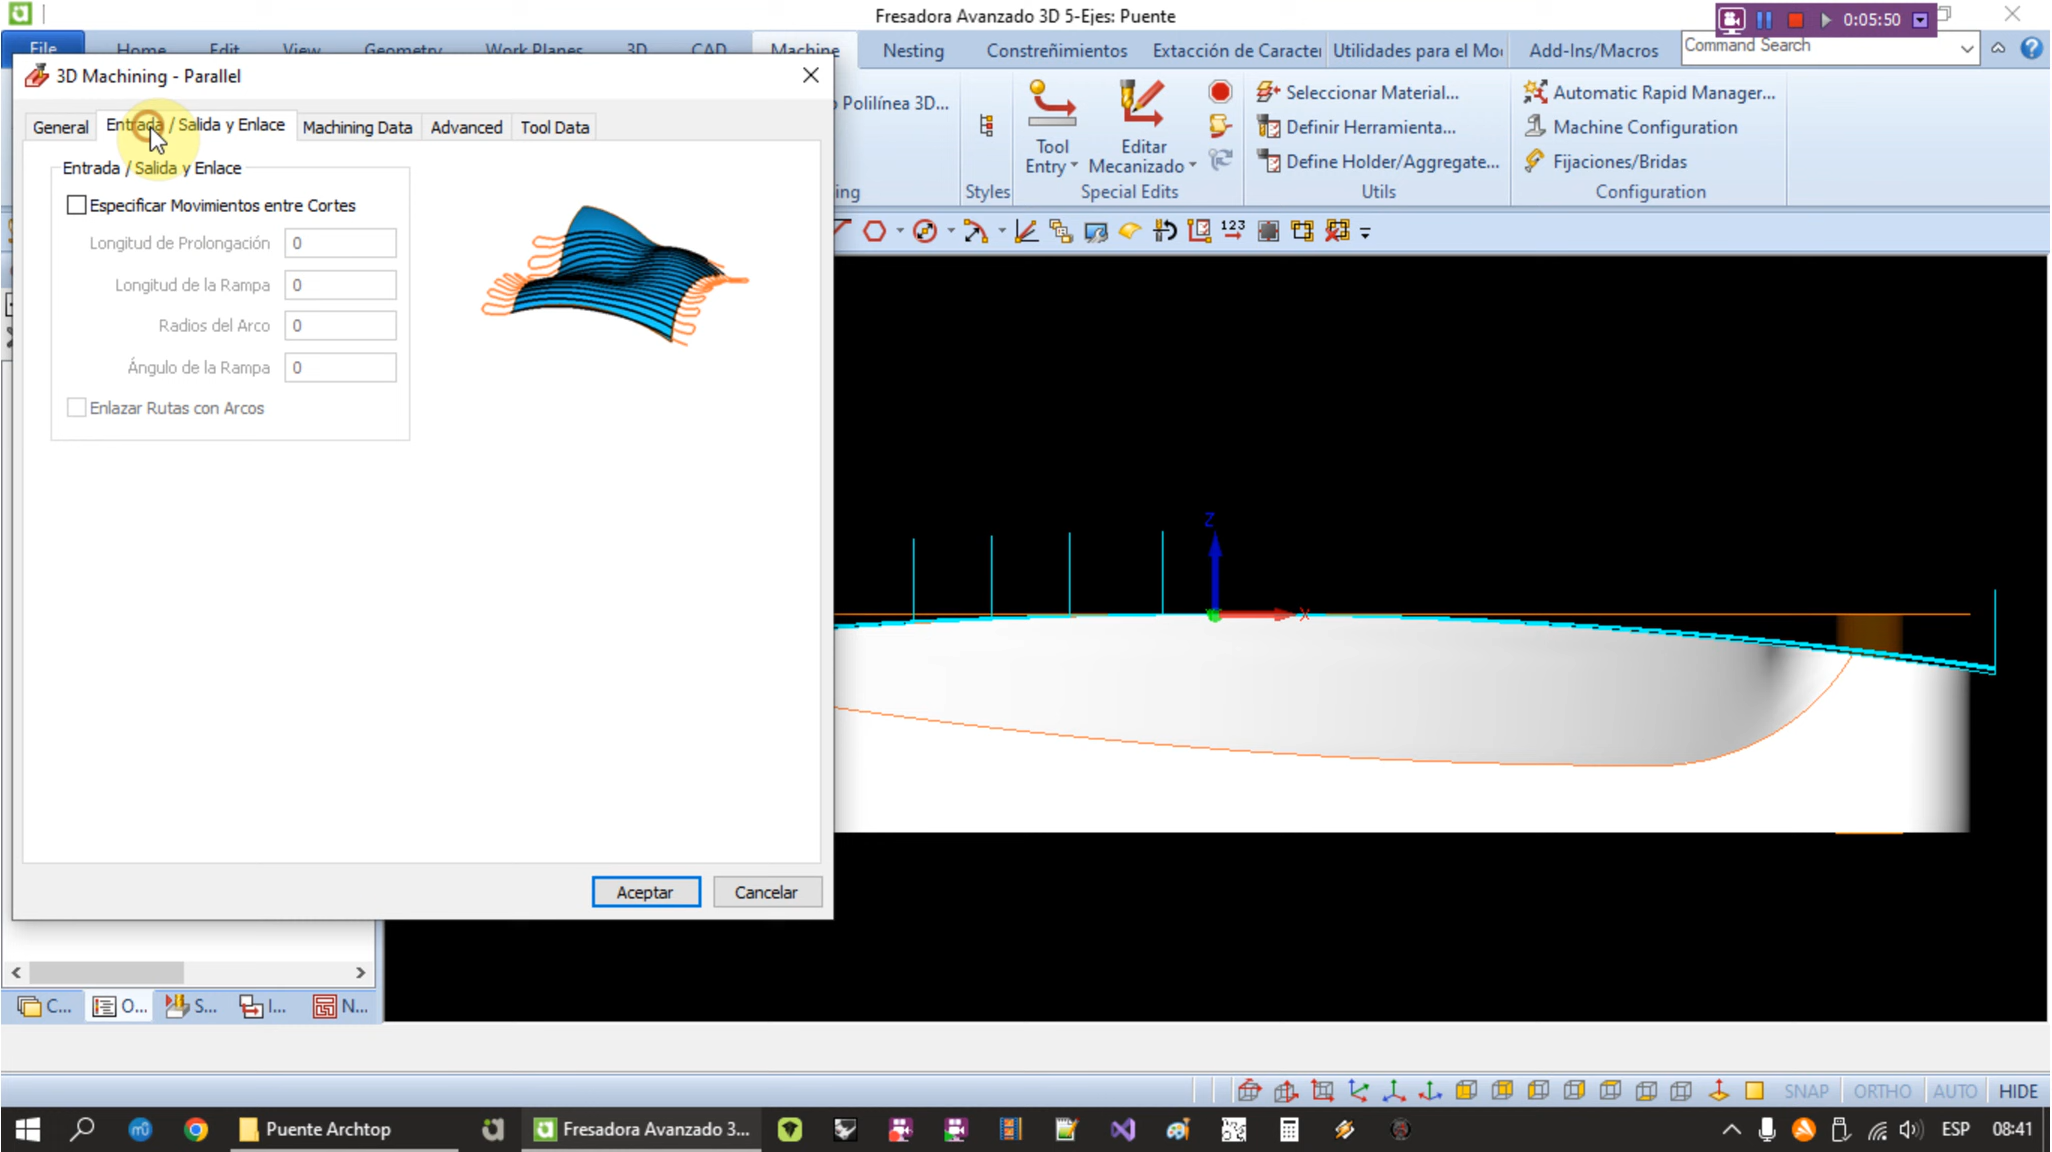 Fresadora Avanzado 3D 5-Ejes: Puente
0:05:50
File Home Edit View Geometry Work Planes 3D CAD Machine Nesting Constreñimientos Extracción de Caracte Utilidades para el Mo Add-Ins/Macros
Command Search
3D Machining - Parallel
General Entrada / Salida y Enlace Machining Data Advanced Tool Data
Entrada / Salida y Enlace
Especificar Movimientos entre Cortes
Longitud de Prolongación 0
Longitud de la Rampa 0
Radios del Arco 0
Ángulo de la Rampa 0
Enlazar Rutas con Arcos
Aceptar Cancelar
Polilínea 3D...
ing
Styles
Tool
Entry
Editar
Mecanizado
Special Edits
Seleccionar Material...
Definir Herramienta...
Define Holder/Aggregate...
Utils
Automatic Rapid Manager...
Machine Configuration
Fijaciones/Bridas
Configuration
123
Z
X
C... O... S... I... N...
SNAP ORTHO AUTO HIDE
Puente Archtop
Fresadora Avanzado 3...
ESP 08:41